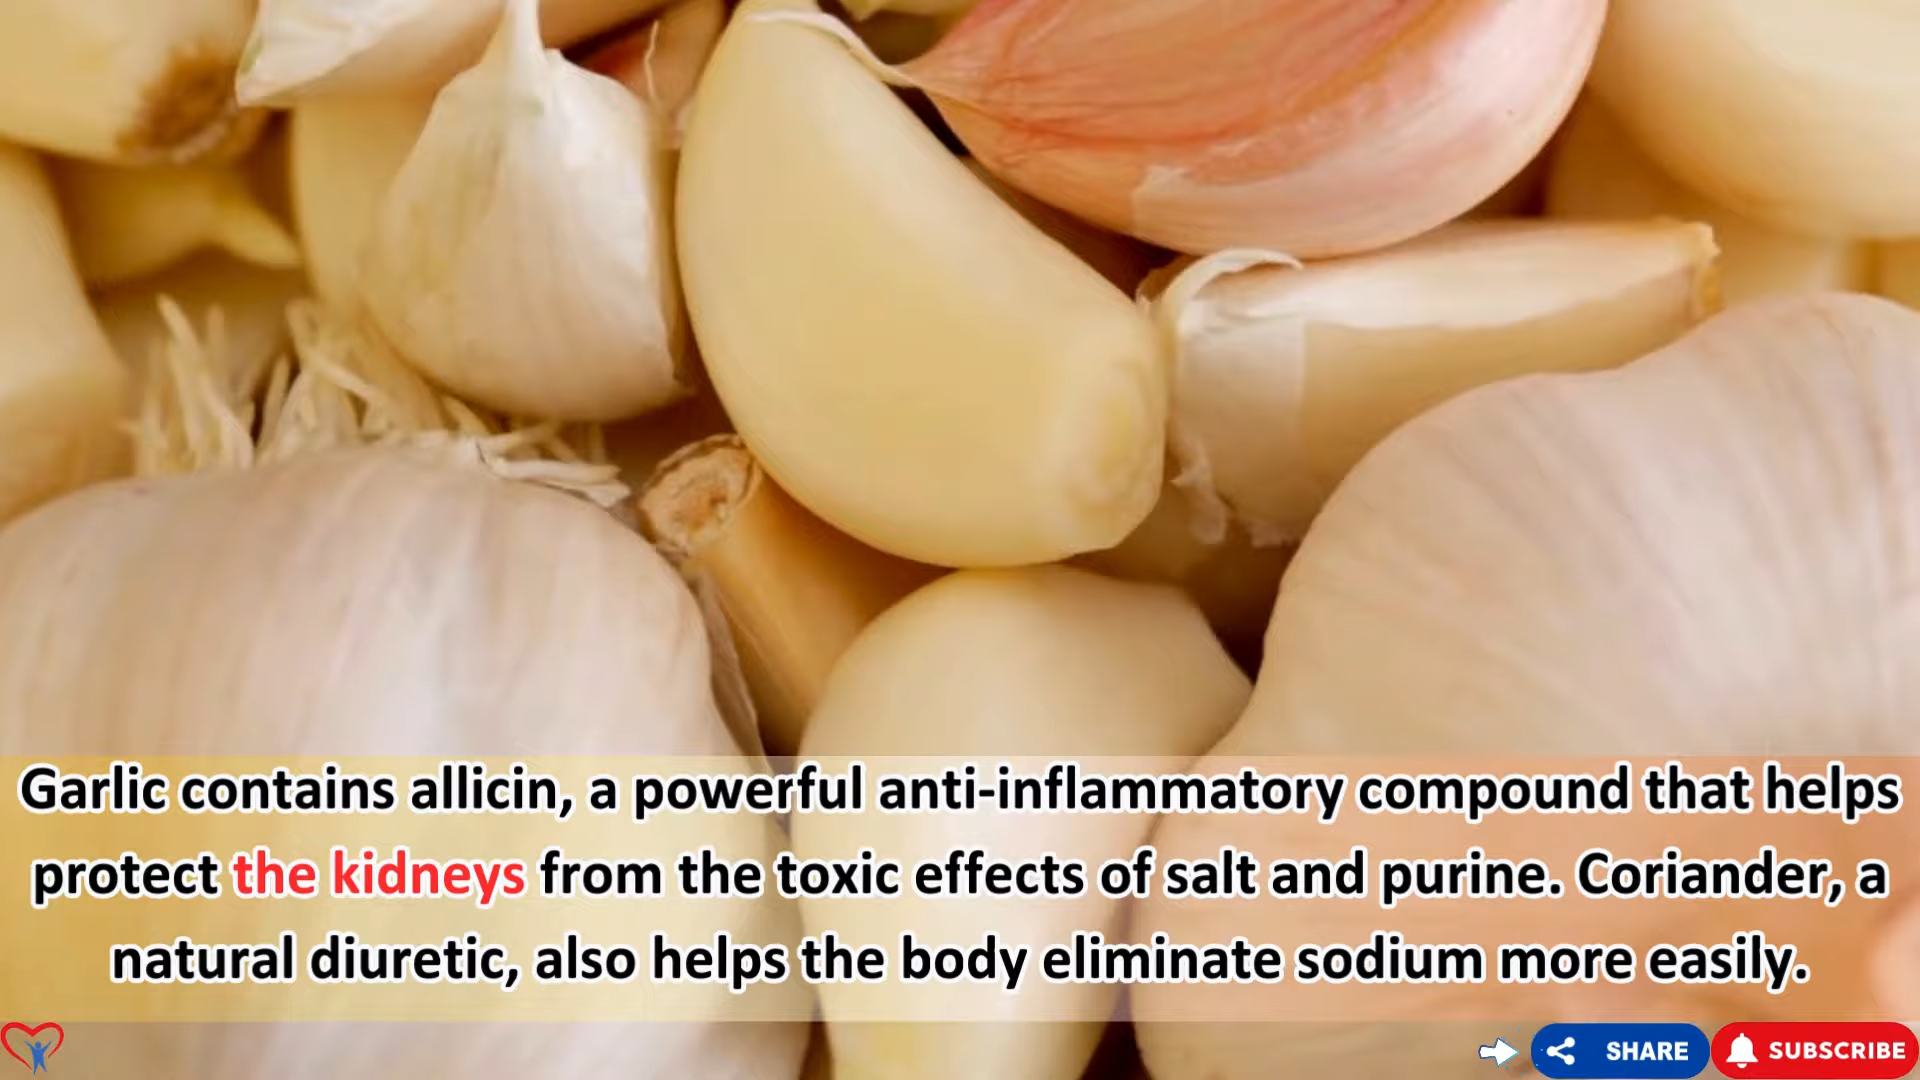 Garlic contains allicin, a powerful anti-inflammatory compound that helps
protect the kidneys from the toxic effects of salt and purine. Coriander, a
natural diuretic, also helps the body eliminate sodium more easily.
SHARE
SUBSCRIBE